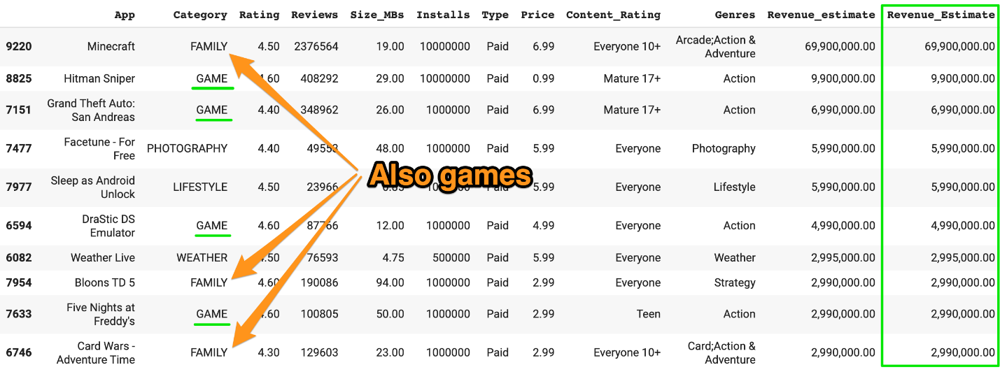 App Category Rating Reviews Size_MBs Installs Type Price Content_Rating Genres Revenue_estimate Revenue_Estimate
9220 Minecraft FAMILY 4.50 2376564 19.00 10000000 Paid 6.99 Everyone 10+ Arcade;Action & Adventure 69,900,000.00 69,900,000.00
8825 Hitman Sniper GAME 4.60 408292 29.00 10000000 Paid 0.99 Mature 17+ Action 9,900,000.00 9,900,000.00
7151 Grand Theft Auto: San Andreas GAME 4.40 348962 26.00 1000000 Paid 6.99 Mature 17+ Action 6,990,000.00 6,990,000.00
7477 Facetune - For Free PHOTOGRAPHY 4.40 49553 48.00 1000000 Paid 5.99 Everyone Photography 5,990,000.00 5,990,000.00
Also games
7977 Sleep as Android Unlock LIFESTYLE 4.50 23966 Paid 5.99 Everyone Lifestyle 5,990,000.00 5,990,000.00
6594 DraStic DS Emulator GAME 4.60 87766 12.00 1000000 Paid 4.99 Everyone Action 4,990,000.00 4,990,000.00
6082 Weather Live WEATHER 4.50 76593 4.75 500000 Paid 5.99 Everyone Weather 2,995,000.00 2,995,000.00
7954 Bloons TD 5 FAMILY 4.60 190086 94.00 1000000 Paid 2.99 Everyone Strategy 2,990,000.00 2,990,000.00
7633 Five Nights at Freddy's GAME 4.60 100805 50.00 1000000 Paid 2.99 Teen Action 2,990,000.00 2,990,000.00
6746 Card Wars - Adventure Time FAMILY 4.30 129603 23.00 1000000 Paid 2.99 Everyone 10+ Card;Action & Adventure 2,990,000.00 2,990,000.00